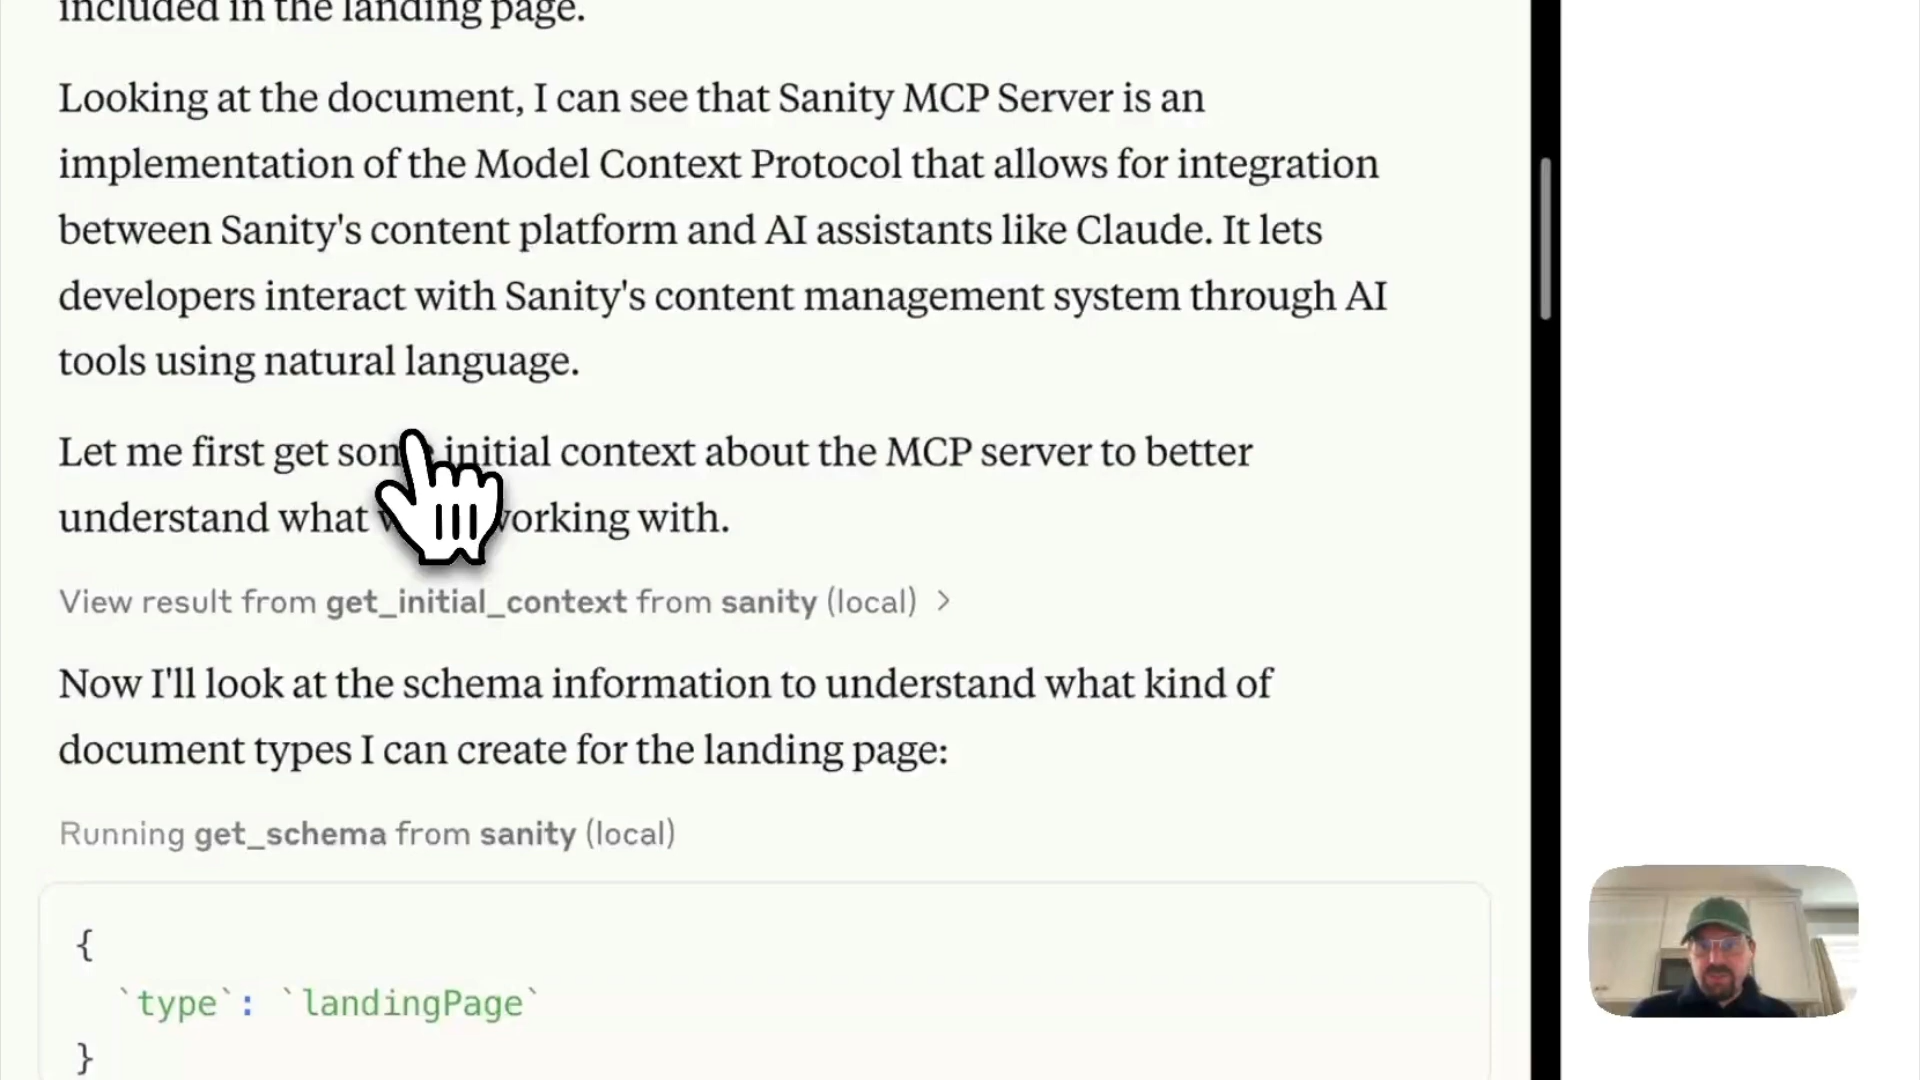 included in the landing page.
Looking at the document, I can see that Sanity MCP Server is an
implementation of the Model Context Protocol that allows for integration
between Sanity's content platform and AI assistants like Claude. It lets
developers interact with Sanity's content management system through AI
tools using natural language.
Let me first get some initial context about the MCP server to better
understand what working with.
View result from get_initial_context from sanity (local) >
Now I'll look at the schema information to understand what kind of
document types I can create for the landing page:
Running get_schema from sanity (local)
{
`type`: `landingPage`
}